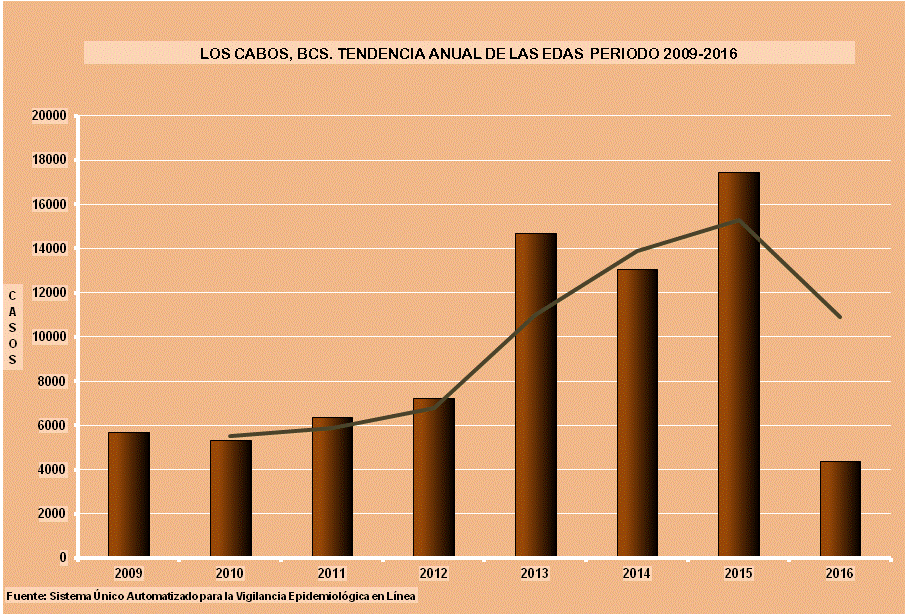 LOS CABOS, BCS. TENDENCIA ANUAL DE LAS EDAS PERIODO 2009-2016
20000
18000
16000
14000
12000
10000
8000
6000
4000
2000
0
CASOS
2009 2010 2011 2012 2013 2014 2015 2016
Fuente: Sistema Único Automatizado para la Vigilancia Epidemiológica en Línea